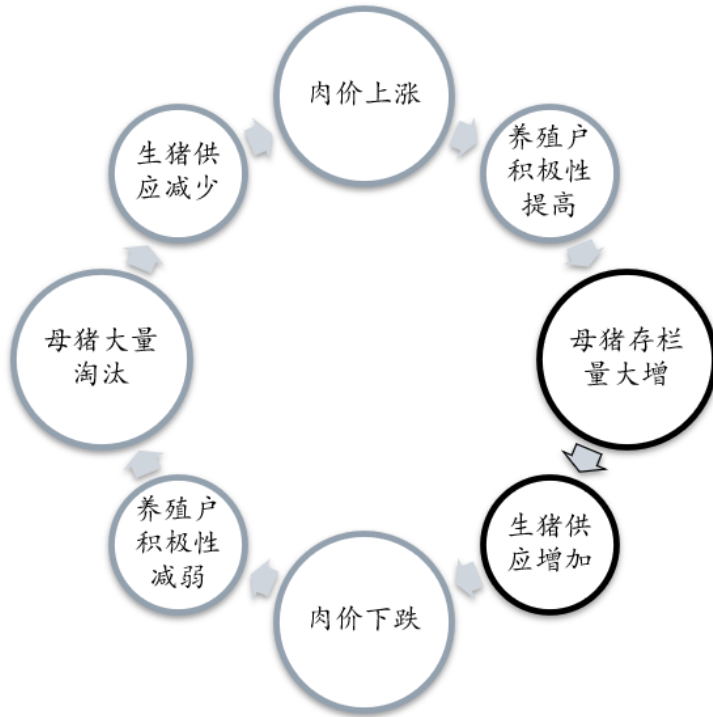 肉价上涨
养殖户
积极性
提高
母猪存栏
量大增
生猪供
应增加
肉价下跌
养殖户
积极性
减弱
母猪大量
淘汰
生猪供
应减少